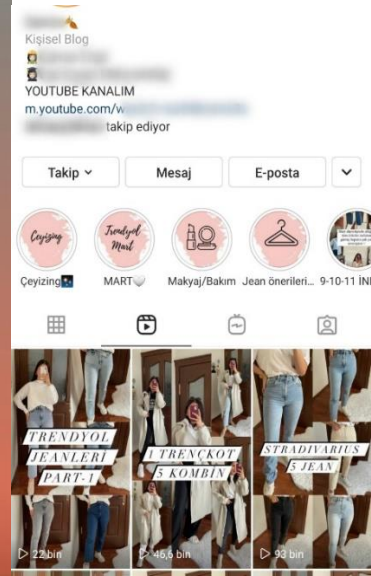 Kişisel Blog
YOUTUBE KANALIM
m.youtube.com/w
takip ediyor
Takip
Mesaj
E-posta
Ceyizing
Trendyol
Mart
Çeyizing
MART
Makyaj/Bakım
Jean önerileri...
9-10-11 İNİ
TRENDYOL
JEANLERİ
PART-1
1 TRENÇKOT
5 KOMBİN
STRADIVARIUS
5 JEAN
22 bin
46,6 bin
93 bin